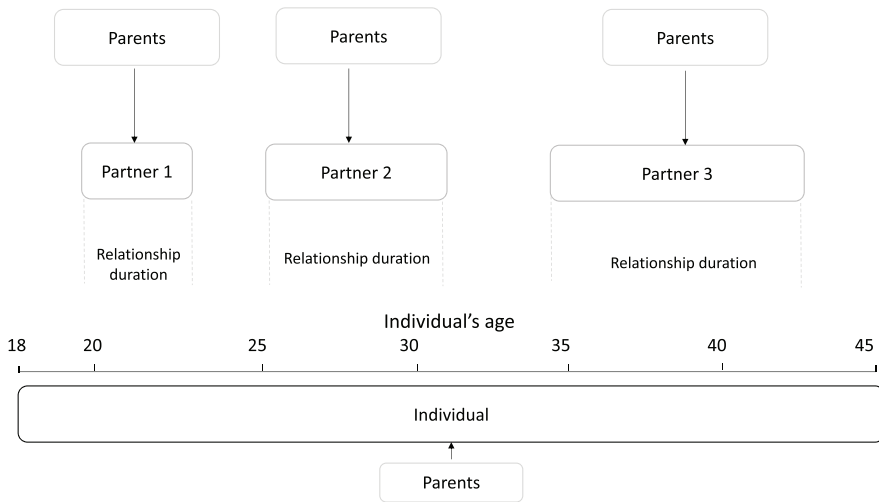 Parents
Parents
Parents
Partner 1
Partner 2
Partner 3
Relationship
duration
Relationship duration
Relationship duration
Individual’s age
18 20 25 30 35 40 45
Individual
Parents